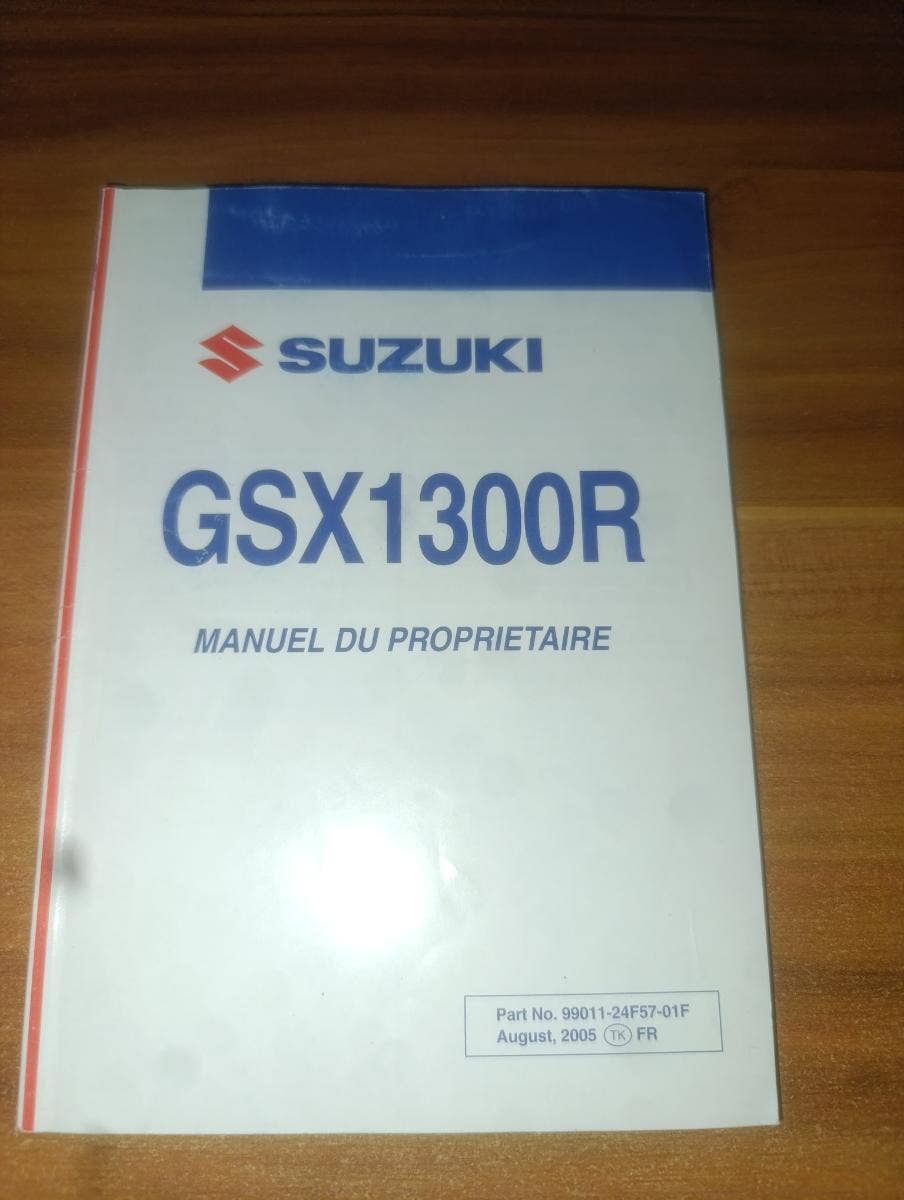 SUZUKI
GSX1300R
MANUEL DU PROPRIETAIRE
Part No. 99011-24F57-01F
August, 2005 TK FR